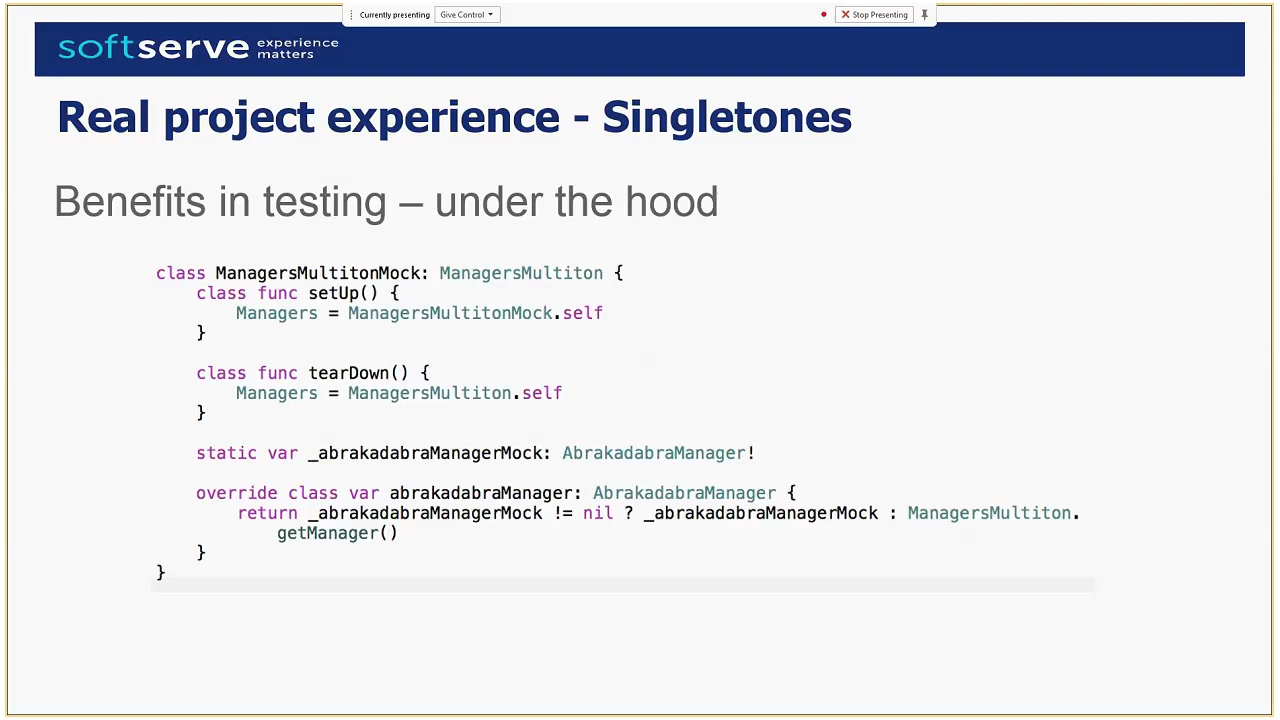 Currently presenting Give Control Stop Presenting
softserve experience matters
Real project experience - Singletones
Benefits in testing – under the hood
class ManagersMultitonMock: ManagersMultiton {
class func setUp() {
Managers = ManagersMultitonMock.self
}
class func tearDown() {
Managers = ManagersMultiton.self
}
static var _abrakadabraManagerMock: AbrakadabraManager!
override class var abrakadabraManager: AbrakadabraManager {
return _abrakadabraManagerMock != nil ? _abrakadabraManagerMock : ManagersMultiton.
getManager()
}
}